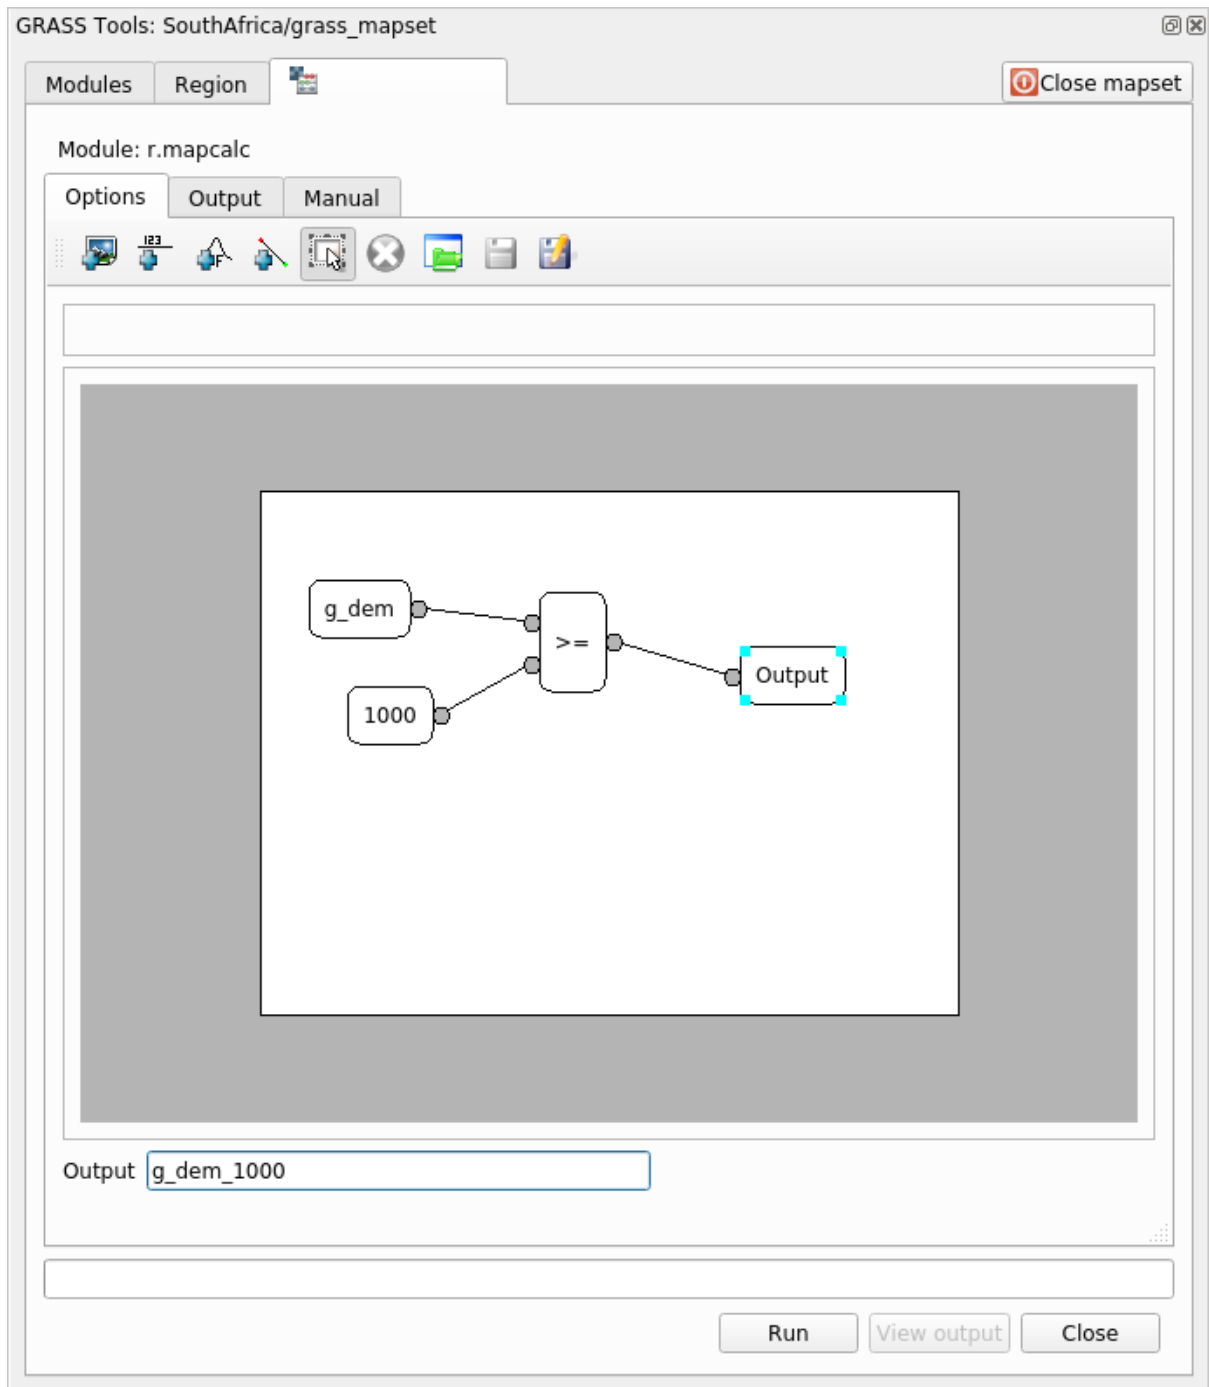 GRASS Tools: SouthAfrica/grass_mapset
Modules Region Close mapset
Module: r.mapcalc
Options Output Manual
123
F
g_dem
>=
Output
1000
Output g_dem_1000
Run View output Close